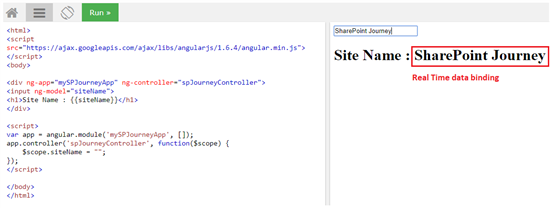 Run »
<html>
<script
src="https://ajax.googleapis.com/ajax/libs/angularjs/1.6.4/angular.min.js">
</script>
<body>
<div ng-app="mySPJourneyApp" ng-controller="spJourneyController">
<input ng-model="siteName">
<h1>Site Name : {{siteName}}</h1>
</div>
<script>
var app = angular.module('mySPJourneyApp', []);
app.controller('spJourneyController', function($scope) {
$scope.siteName = "";
});
</script>
</body>
</html>
SharePoint Journey
Site Name : SharePoint Journey
Real Time data binding